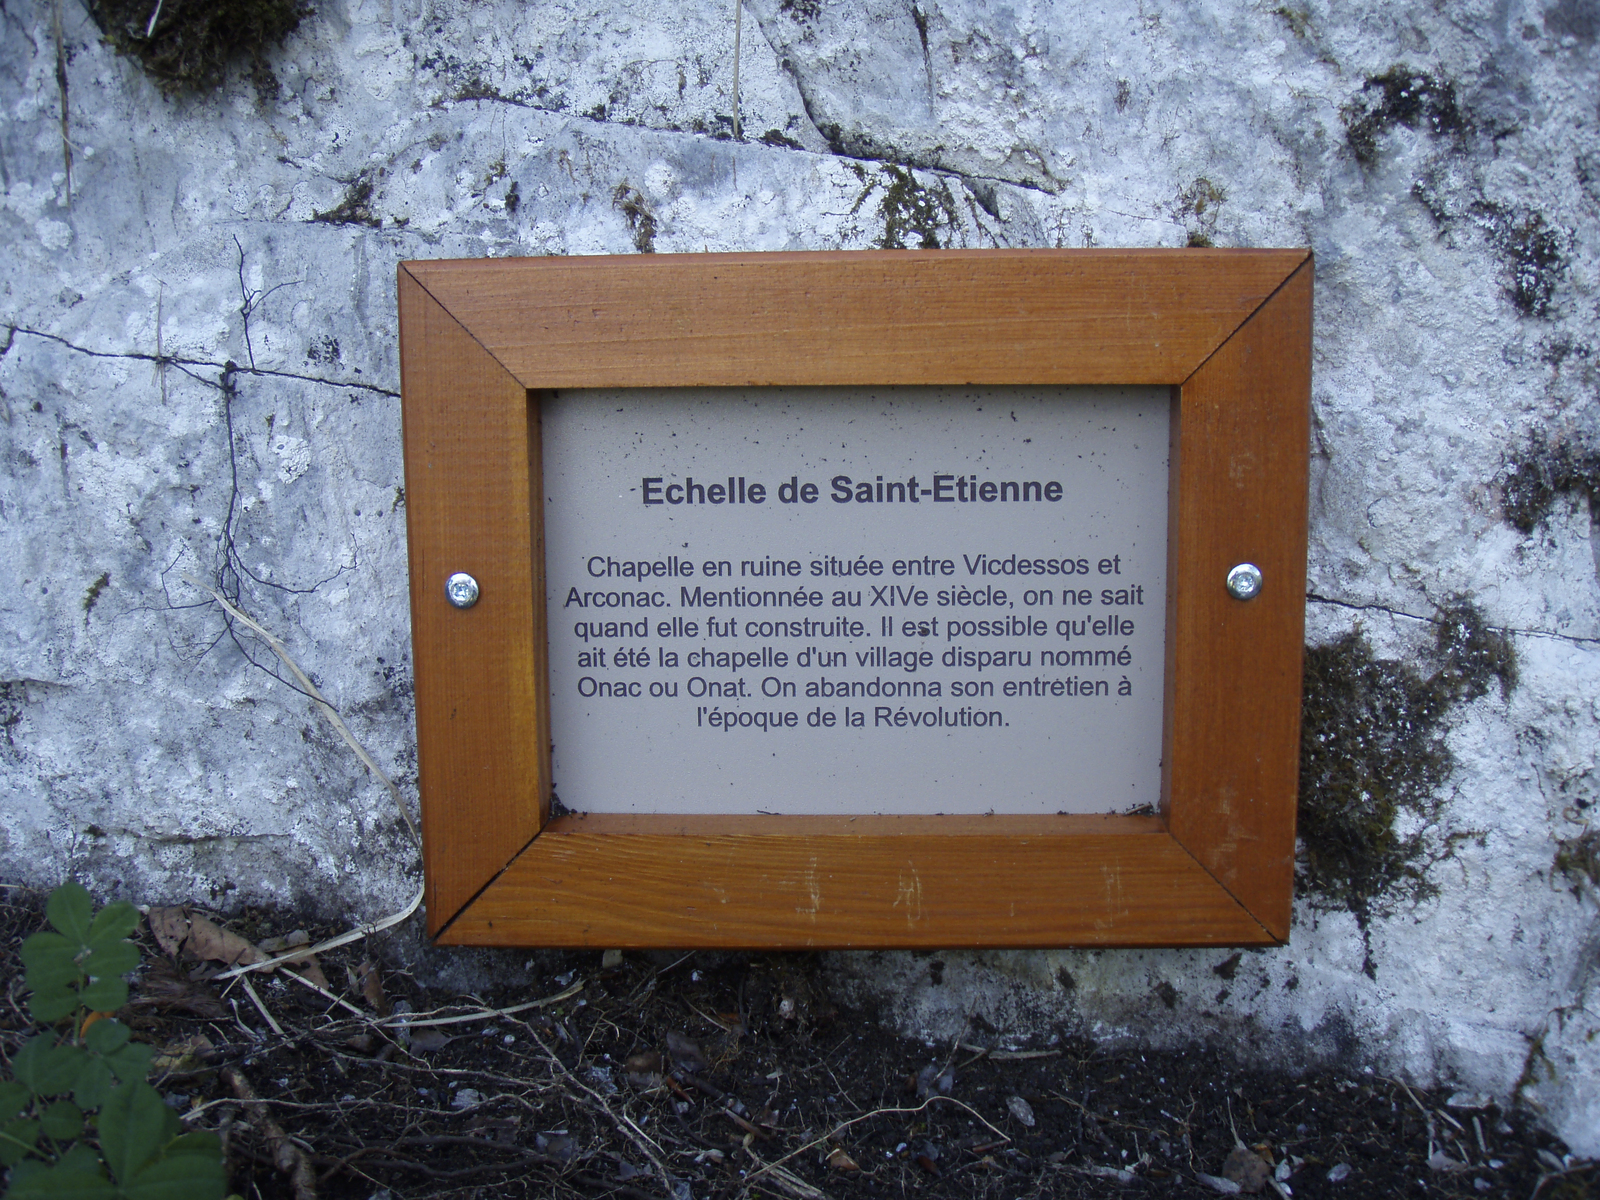 Echelle de Saint-Etienne
Chapelle en ruine située entre Vicdessos et
Arconac. Mentionnée au XIVe siècle, on ne sait
quand elle fut construite. Il est possible qu'elle
ait été la chapelle d'un village disparu nommé
Onac ou Onat. On abandonna son entretien à
l'époque de la Révolution.